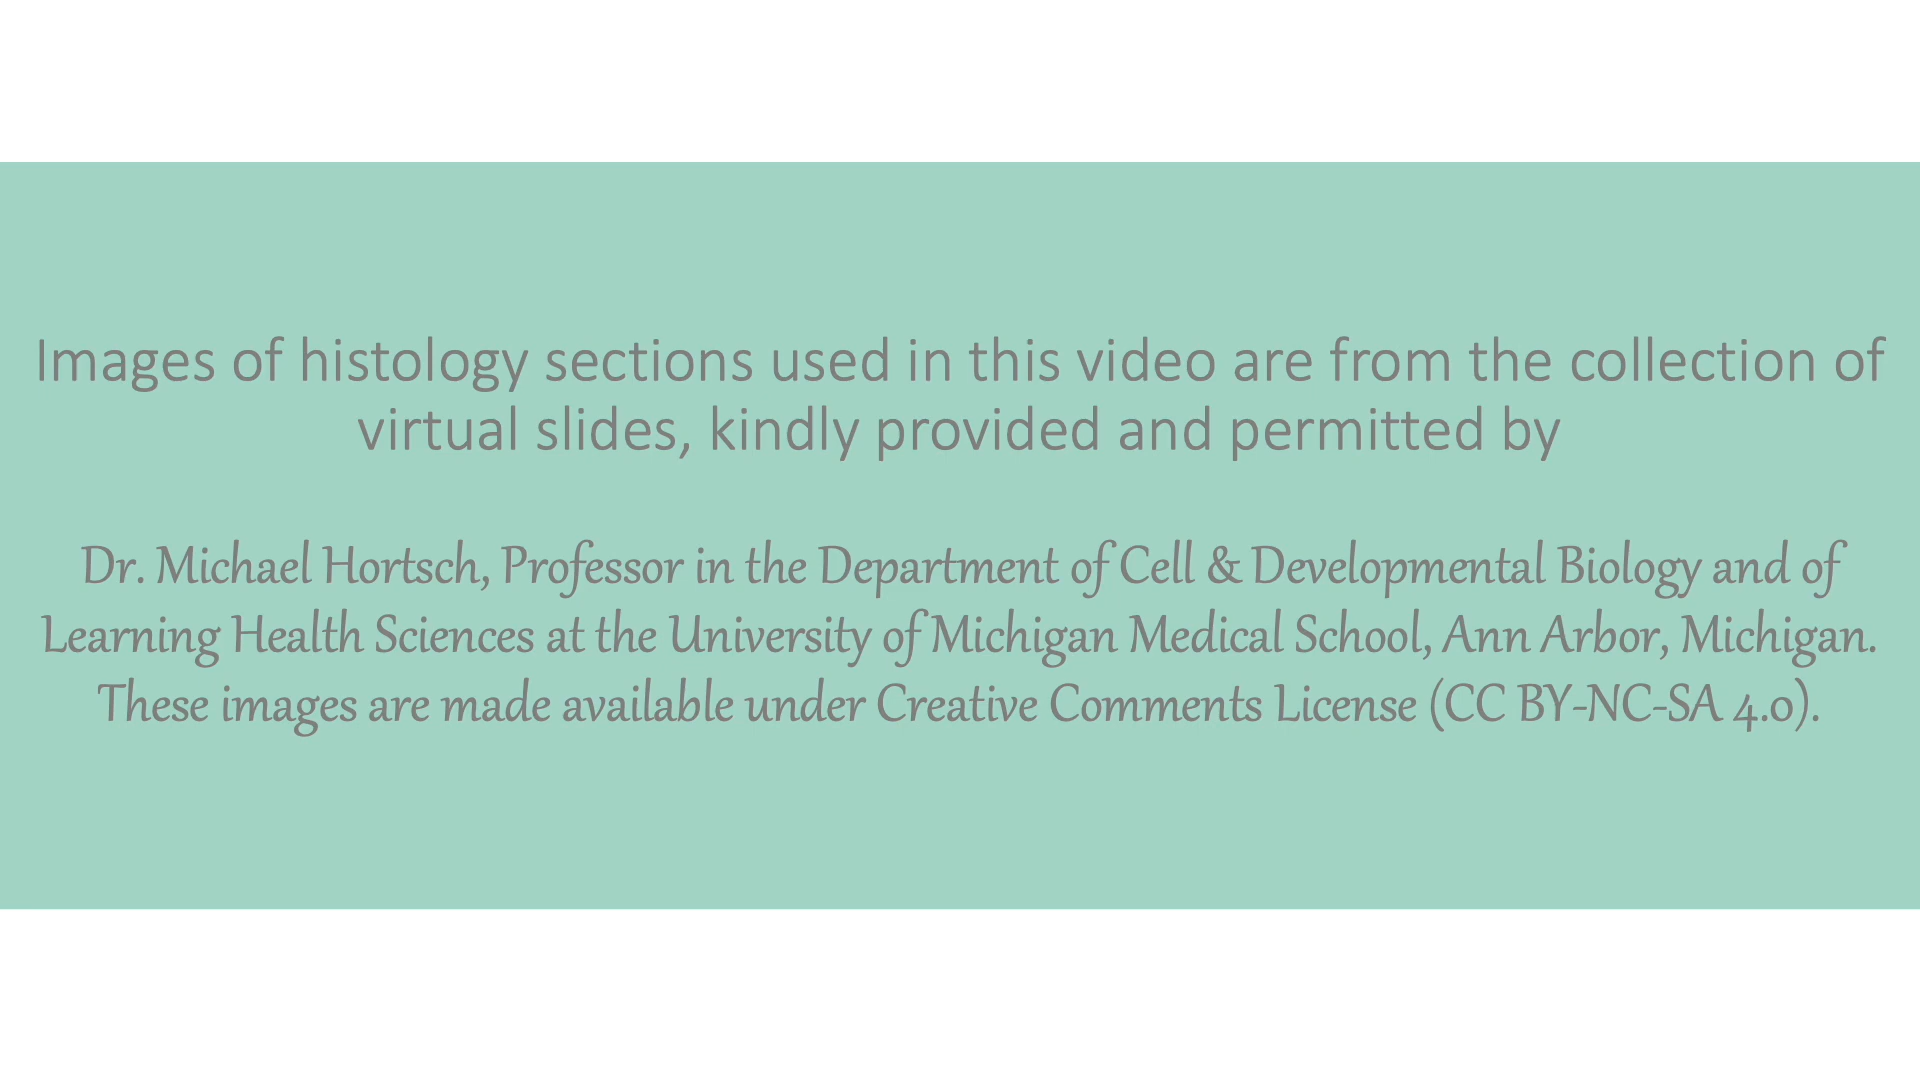 Images of histology sections used in this video are from the collection of
virtual slides, kindly provided and permitted by
Dr. Michael Hortsch, Professor in the Department of Cell & Developmental Biology and of
Learning Health Sciences at the University of Michigan Medical School, Ann Arbor, Michigan.
These images are made available under Creative Comments License (CC BY-NC-SA 4.0).